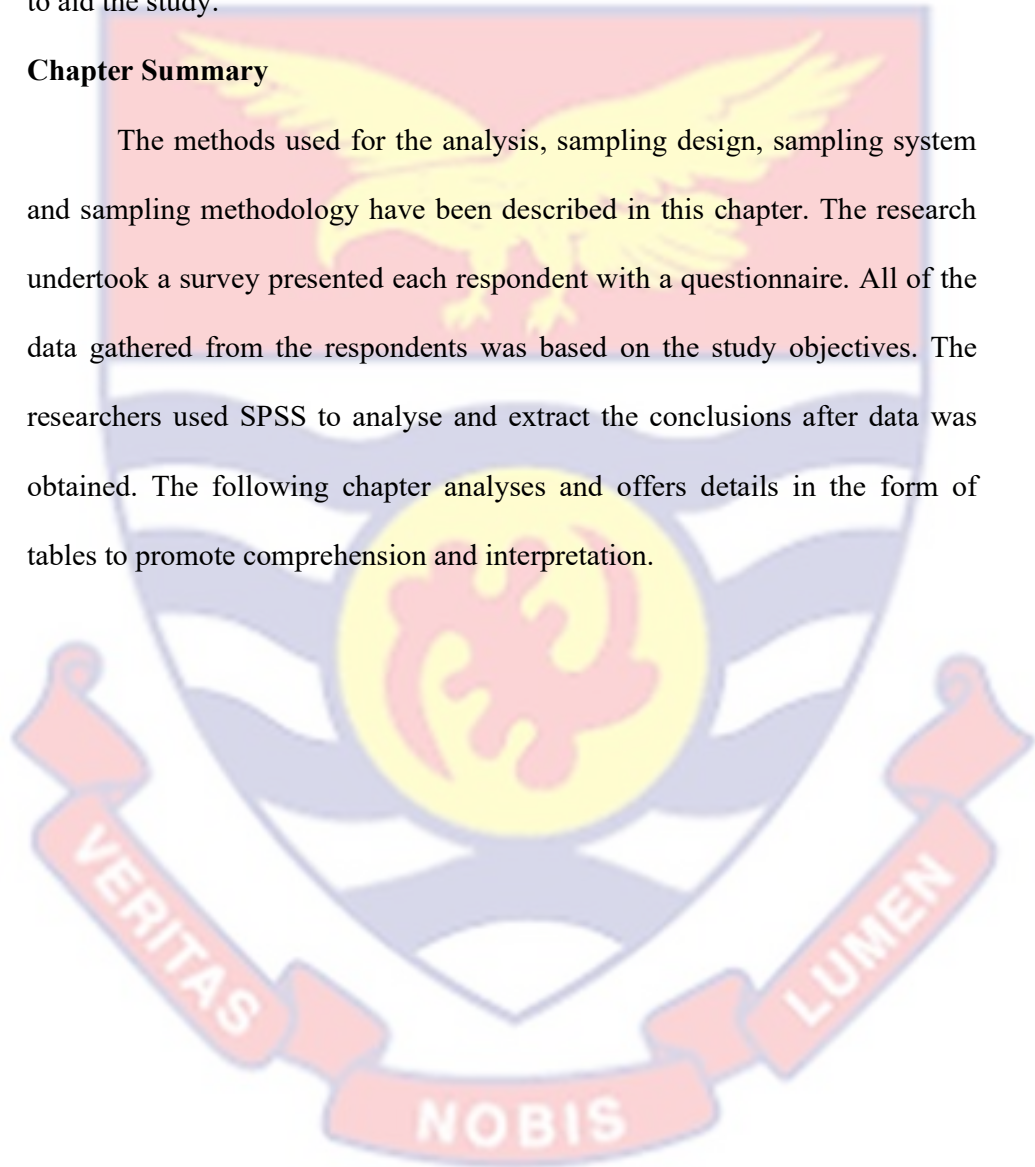 to aid the study.
Chapter Summary
The methods used for the analysis, sampling design, sampling system
and sampling methodology have been described in this chapter. The research
undertook a survey presented each respondent with a questionnaire. All of the
data gathered from the respondents was based on the study objectives. The
researchers used SPSS to analyse and extract the conclusions after data was
obtained. The following chapter analyses and offers details in the form of
tables to promote comprehension and interpretation.
VERITAS
NOBIS
LUMEN